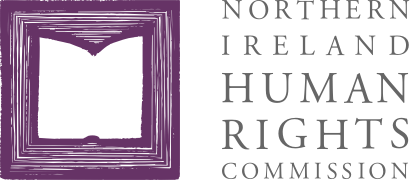 NORTHERN
IRELAND
HUMAN
RIGHTS
COMMISSION